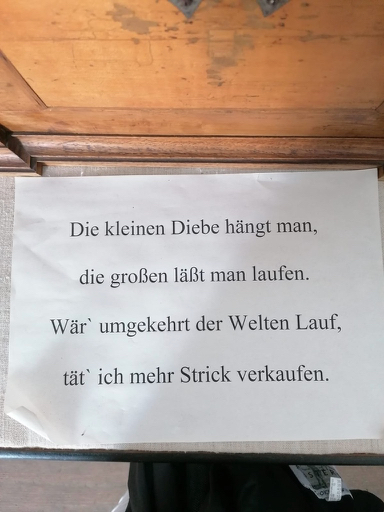 Die kleinen Diebe hängt man,
die großen läßt man laufen.
Wär` umgekehrt der Welten Lauf,
tät` ich mehr Strick verkaufen.